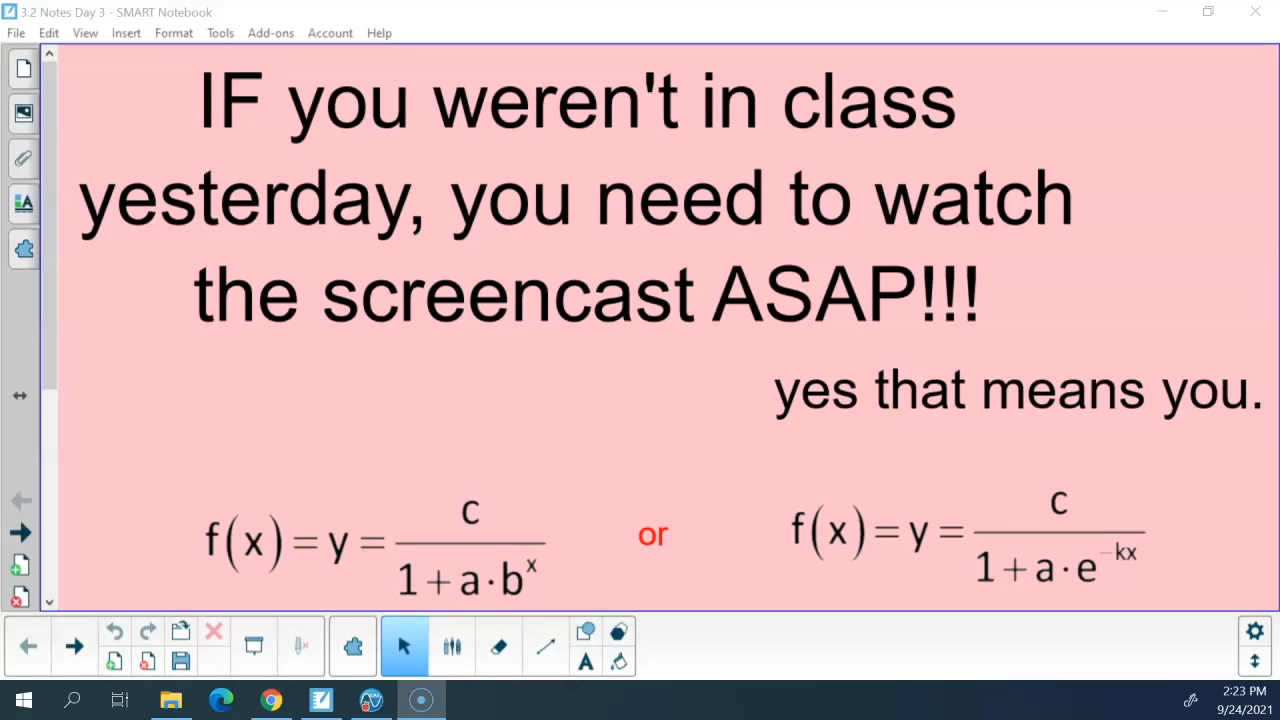 3.2 Notes Day 3 - SMART Notebook
File Edit View Insert Format Tools Add-ons Account Help
IF you weren't in class
yesterday, you need to watch
the screencast ASAP!!!
yes that means you.
f(x) = y = c / (1 + a · b^x) or f(x) = y = c / (1 + a · e^-kx)
2:23 PM
9/24/2021